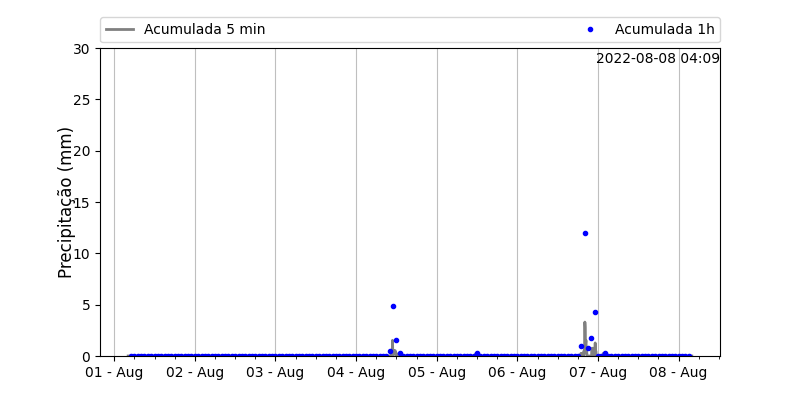 Acumulada 5 min
Acumulada 1h
2022-08-08 04:09
Precipitação (mm)
30
25
20
15
10
5
0
01 - Aug
02 - Aug
03 - Aug
04 - Aug
05 - Aug
06 - Aug
07 - Aug
08 - Aug